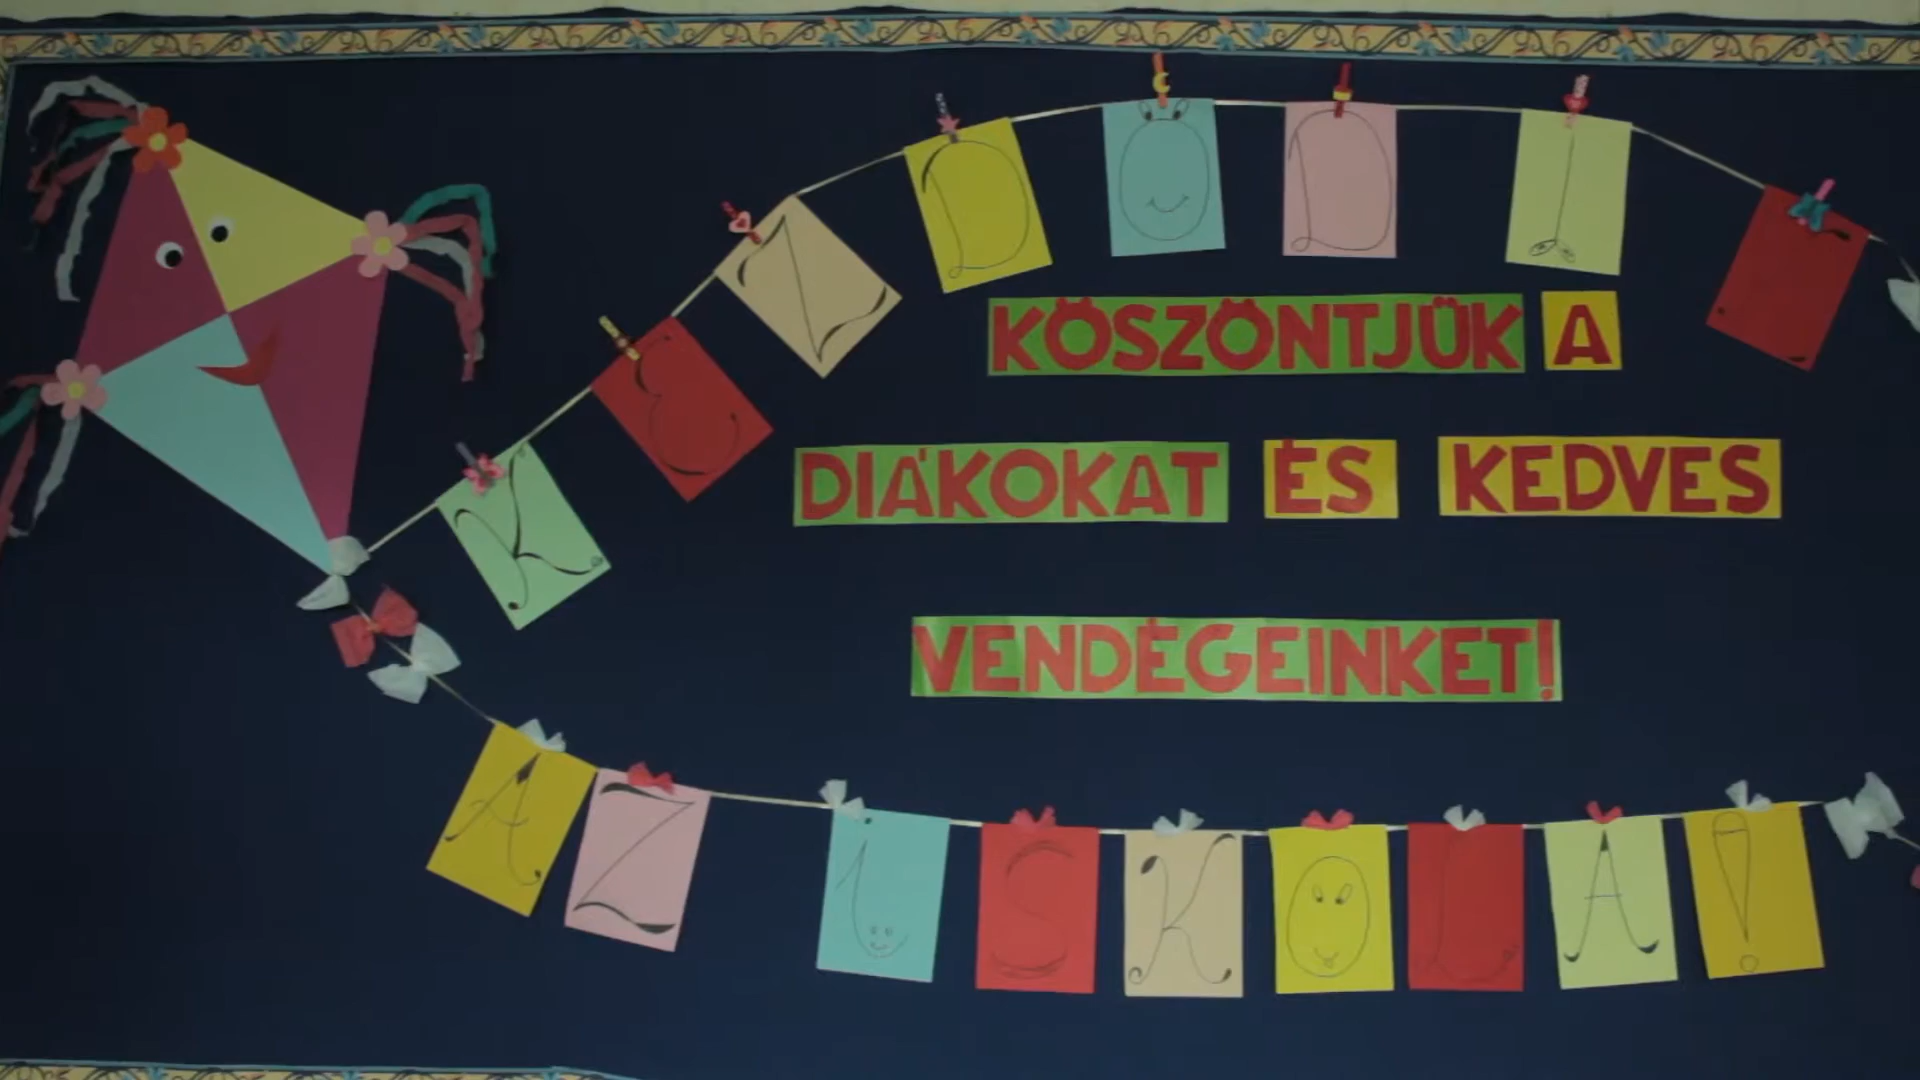 KEZDŐDIK
KÖSZÖNTJÜK A
DIÁKOKAT ÉS KEDVES
VENDÉGEINKET!
AZ ISKOLA!